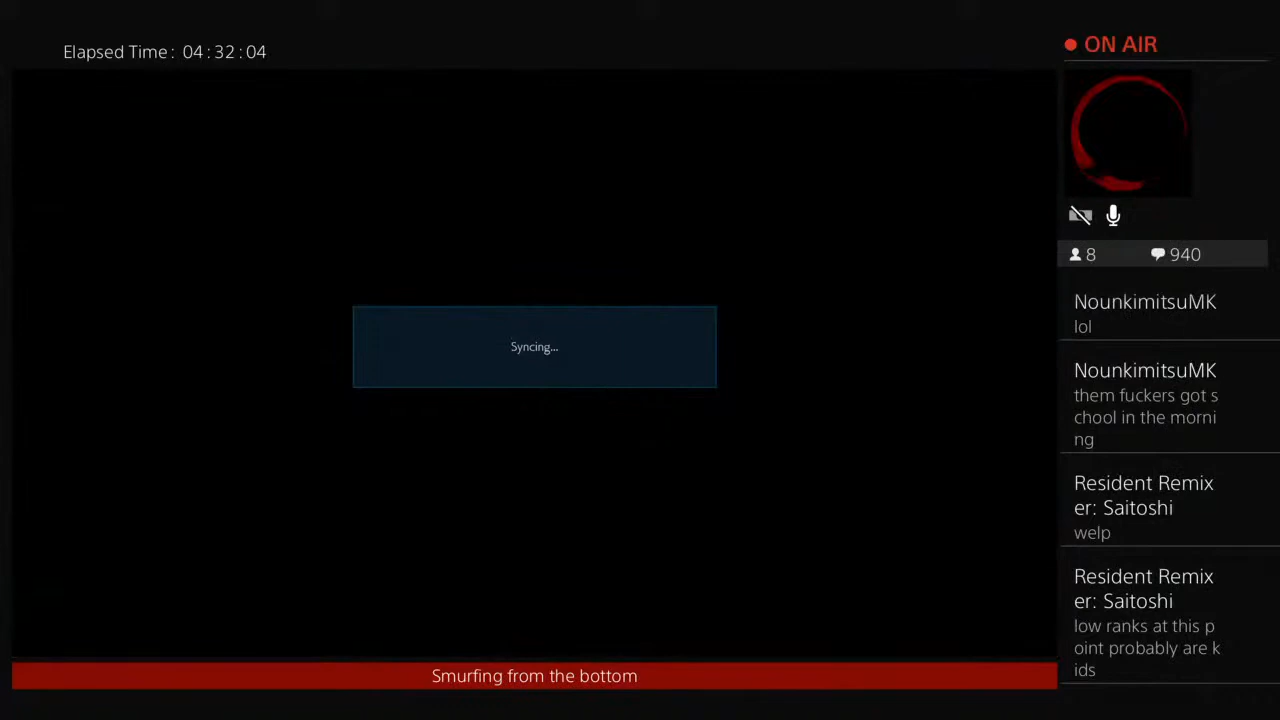 Elapsed Time: 04:32:04
ON AIR
8 940
NounkimitsuMK
lol
NounkimitsuMK
them fuckers got s
chool in the morni
ng
Resident Remix
er: Saitoshi
welp
Resident Remix
er: Saitoshi
low ranks at this p
oint probably are k
ids
Syncing...
Smurfing from the bottom